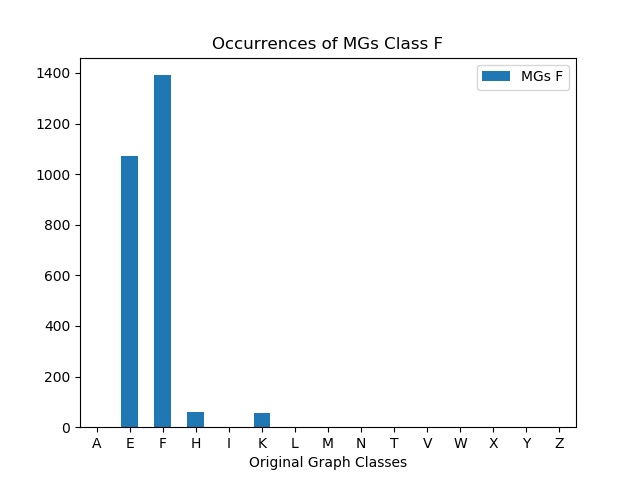 Occurrences of MGs Class F
MGs F
1400
1200
1000
800
600
400
200
0
A E F H I K L M N T V W X Y Z
Original Graph Classes